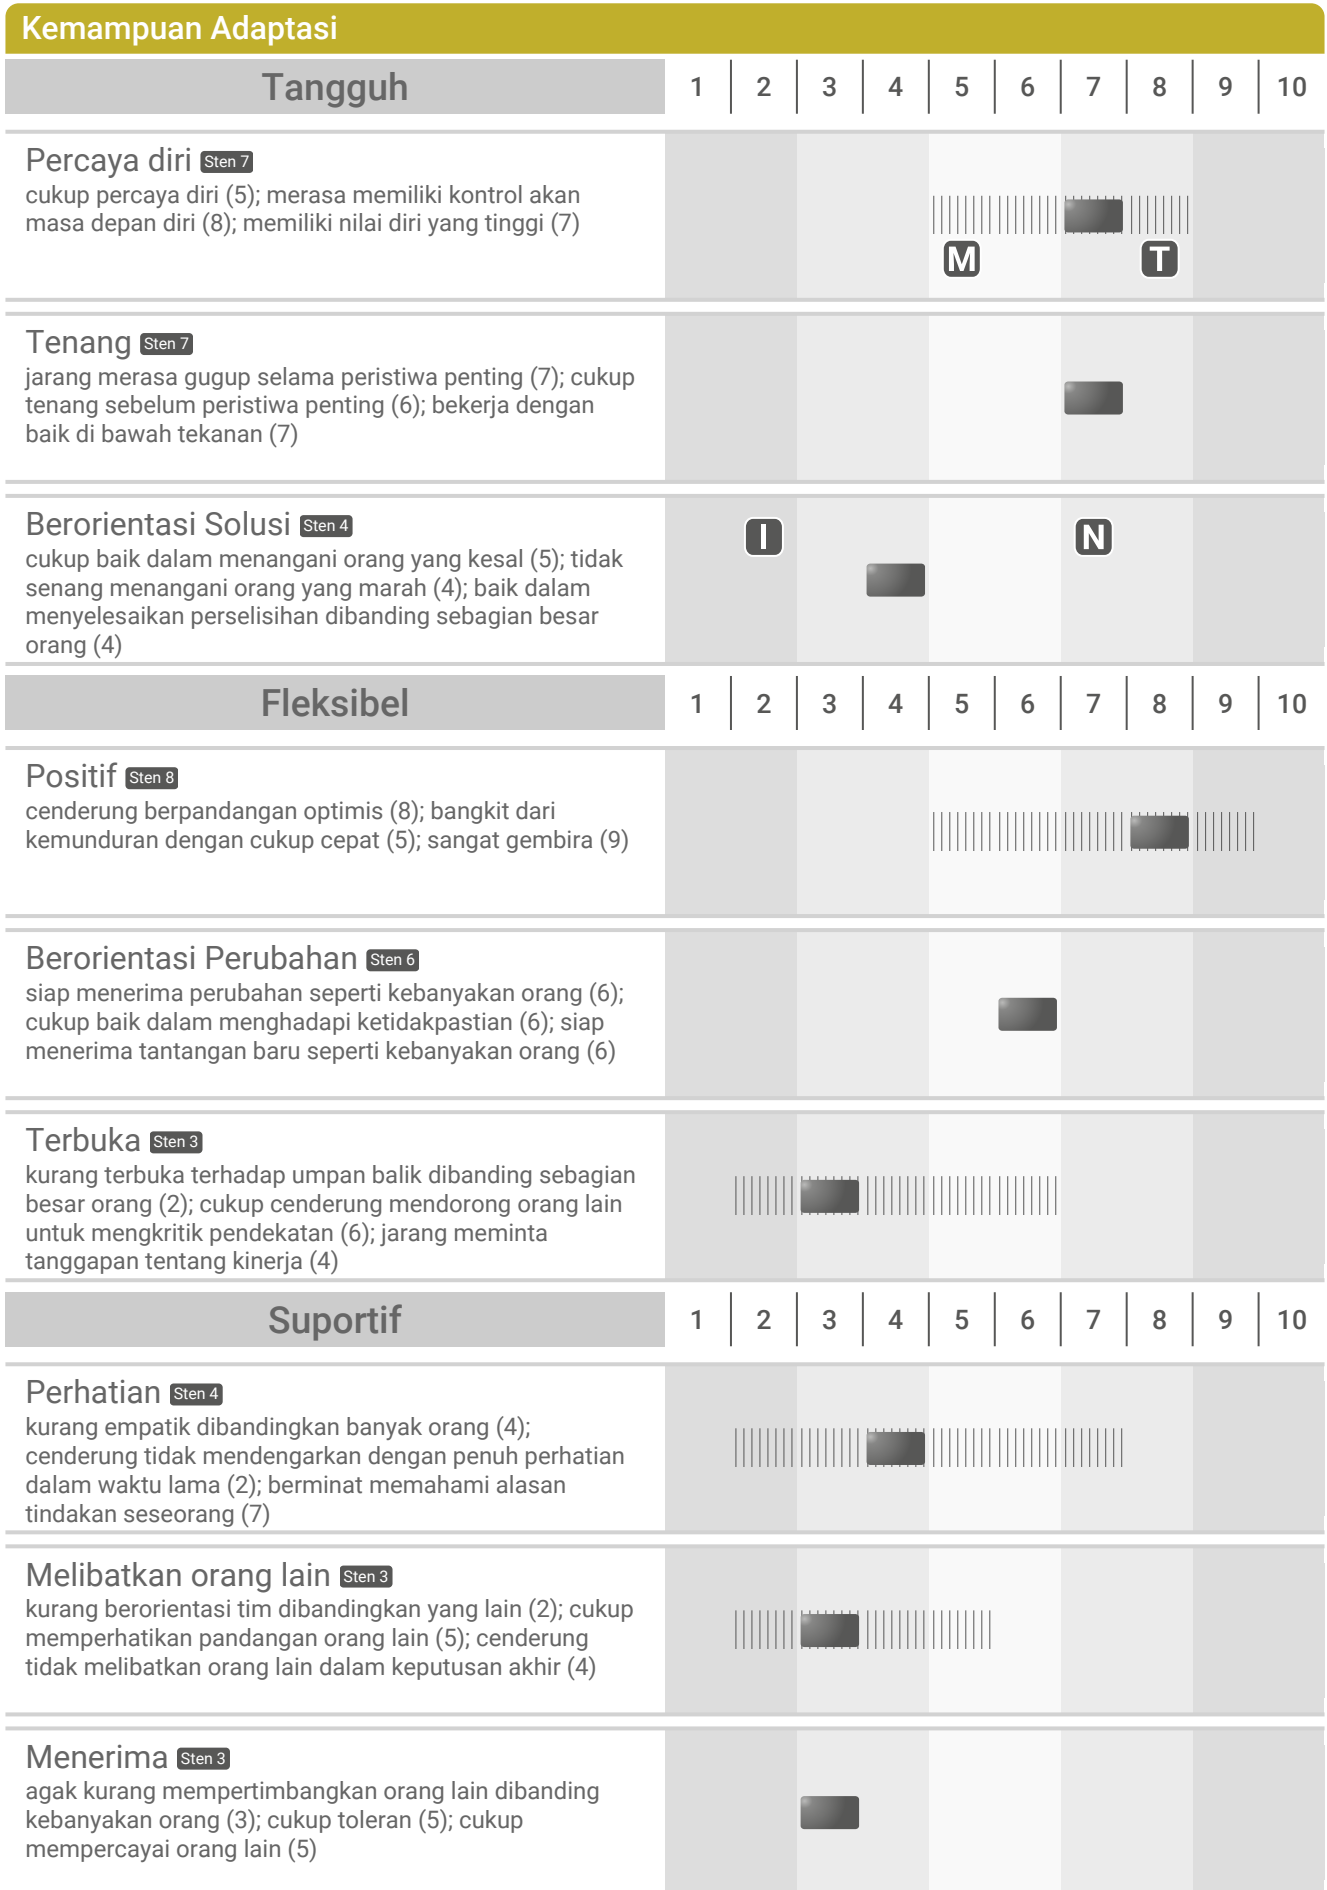 Kemampuan Adaptasi
Tangguh 1 2 3 4 5 6 7 8 9 10
Percaya diri Sten 7
cukup percaya diri (5); merasa memiliki kontrol akan
masa depan diri (8); memiliki nilai diri yang tinggi (7)
M T
Tenang Sten 7
jarang merasa gugup selama peristiwa penting (7); cukup
tenang sebelum peristiwa penting (6); bekerja dengan
baik di bawah tekanan (7)
Berorientasi Solusi Sten 4
I N
cukup baik dalam menangani orang yang kesal (5); tidak
senang menangani orang yang marah (4); baik dalam
menyelesaikan perselisihan dibanding sebagian besar
orang (4)
Fleksibel 1 2 3 4 5 6 7 8 9 10
Positif Sten 8
cenderung berpandangan optimis (8); bangkit dari
kemunduran dengan cukup cepat (5); sangat gembira (9)
Berorientasi Perubahan Sten 6
siap menerima perubahan seperti kebanyakan orang (6);
cukup baik dalam menghadapi ketidakpastian (6); siap
menerima tantangan baru seperti kebanyakan orang (6)
Terbuka Sten 3
kurang terbuka terhadap umpan balik dibanding sebagian
besar orang (2); cukup cenderung mendorong orang lain
untuk mengkritik pendekatan (6); jarang meminta
tanggapan tentang kinerja (4)
Suportif 1 2 3 4 5 6 7 8 9 10
Perhatian Sten 4
kurang empatik dibandingkan banyak orang (4);
cenderung tidak mendengarkan dengan penuh perhatian
dalam waktu lama (2); berminat memahami alasan
tindakan seseorang (7)
Melibatkan orang lain Sten 3
kurang berorientasi tim dibandingkan yang lain (2); cukup
memperhatikan pandangan orang lain (5); cenderung
tidak melibatkan orang lain dalam keputusan akhir (4)
Menerima Sten 3
agak kurang mempertimbangkan orang lain dibanding
kebanyakan orang (3); cukup toleran (5); cukup
mempercayai orang lain (5)